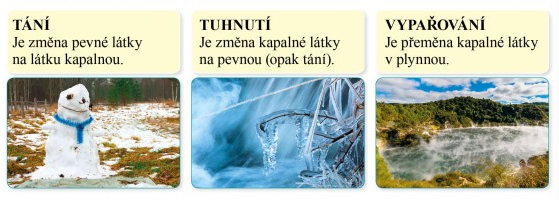 TÁNÍ
Je změna pevné látky
na látku kapalnou.
TUHNUTÍ
Je změna kapalné látky
na pevnou (opak tání).
VYPAŘOVÁNÍ
Je přeměna kapalné látky
v plynnou.